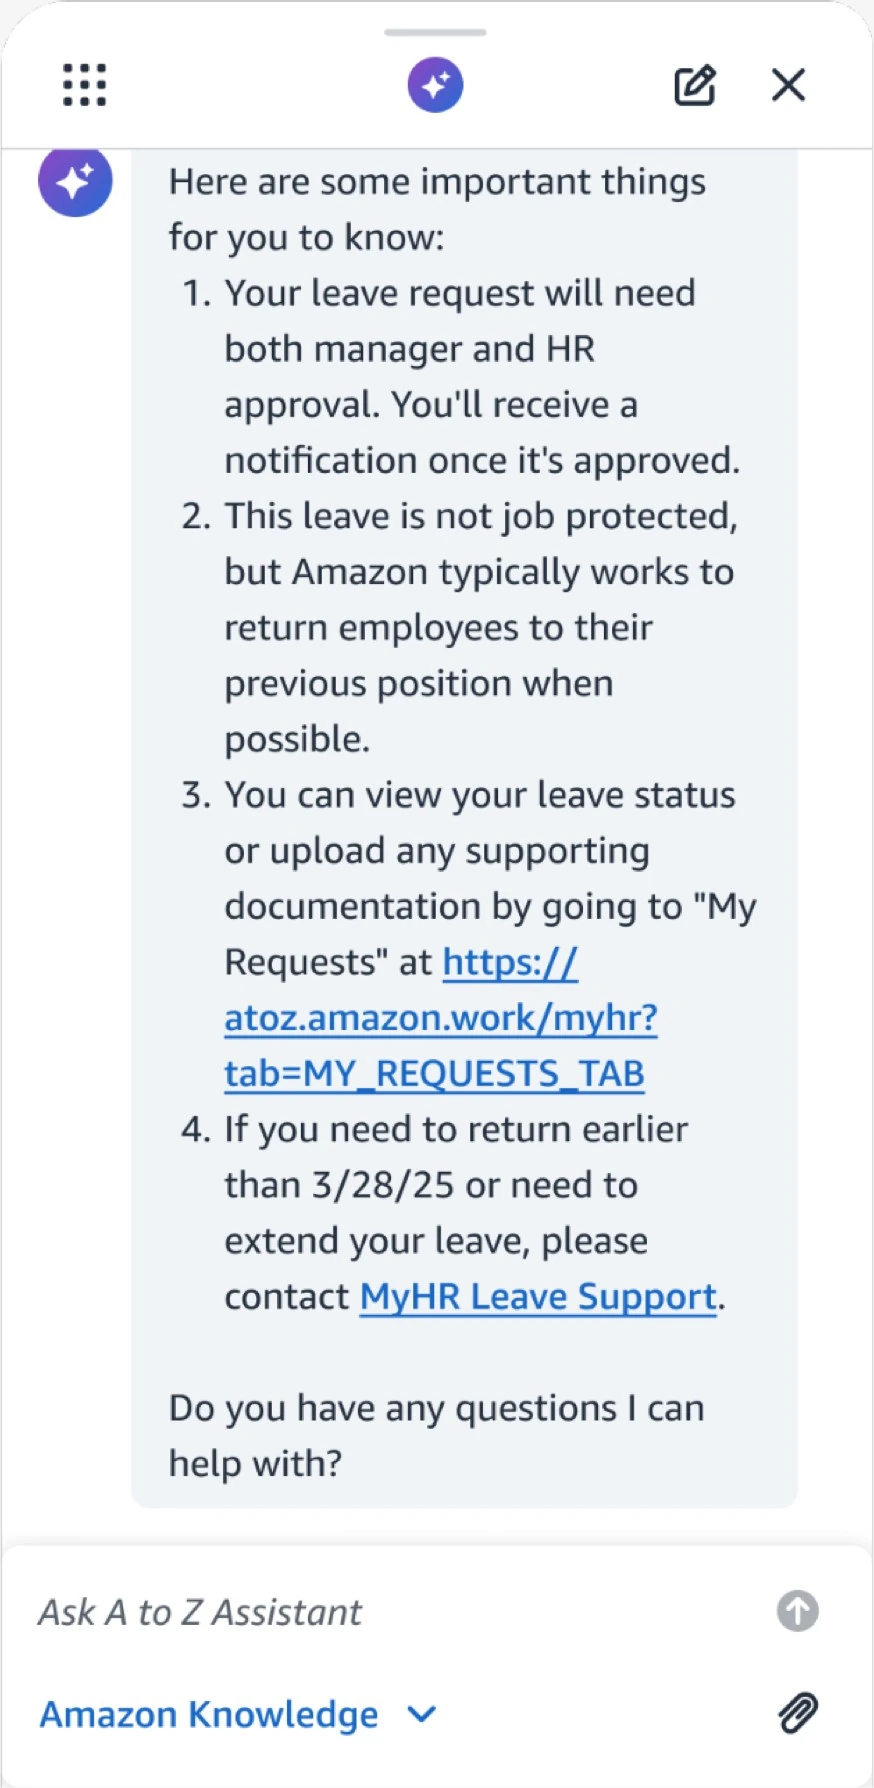 Here are some important things
for you to know:
1. Your leave request will need
both manager and HR
approval. You'll receive a
notification once it's approved.
2. This leave is not job protected,
but Amazon typically works to
return employees to their
previous position when
possible.
3. You can view your leave status
or upload any supporting
documentation by going to "My
Requests" at https://
atoz.amazon.work/myhr?
tab=MY_REQUESTS_TAB
4. If you need to return earlier
than 3/28/25 or need to
extend your leave, please
contact MyHR Leave Support.
Do you have any questions I can
help with?
Ask A to Z Assistant
Amazon Knowledge